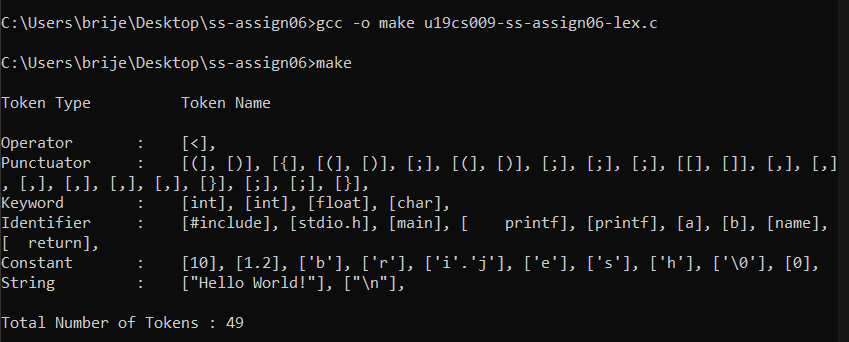 C:\Users\brije\Desktop\ss-assign06>gcc -o make u19cs009-ss-assign06-lex.c
C:\Users\brije\Desktop\ss-assign06>make
Token Type          Token Name
Operator       :    [<],
Punctuator     :    [(], [)], [{], [(], [)], [;], [(], [)], [;], [;], [;], [[], []], [,], [,]
, [,], [,], [,], [,], [}], [;], [;], [}],
Keyword        :    [int], [int], [float], [char],
Identifier     :    [#include], [stdio.h], [main], [    printf], [printf], [a], [b], [name],
[  return],
Constant       :    [10], [1.2], ['b'], ['r'], ['i'.'j'], ['e'], ['s'], ['h'], ['\0'], [0],
String         :    ["Hello World!"], ["\n"],
Total Number of Tokens : 49